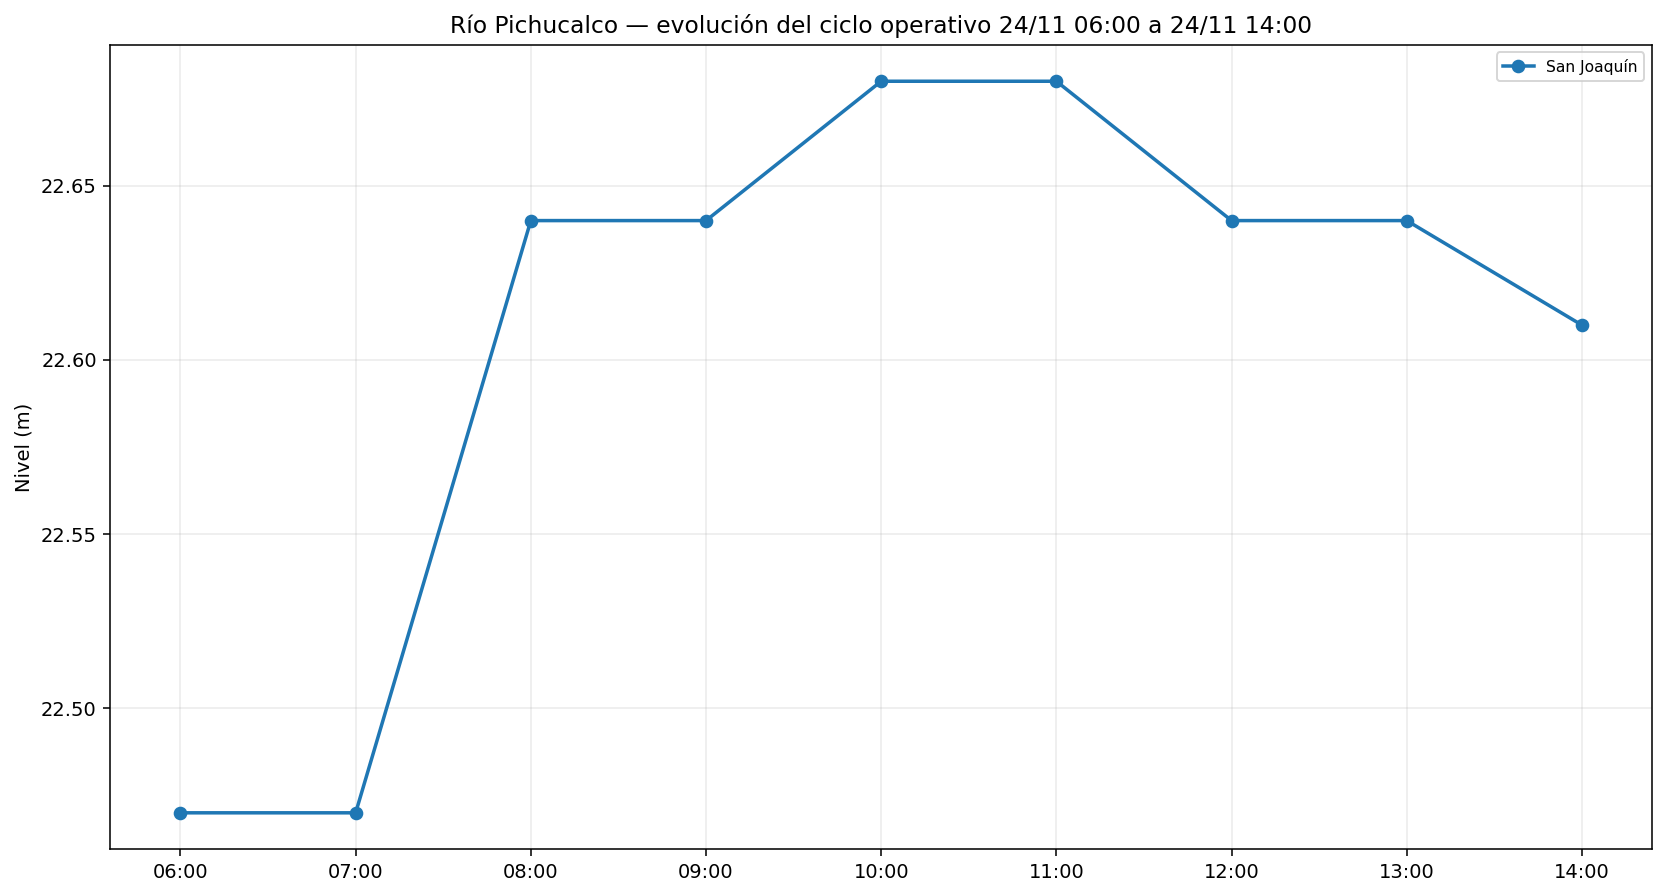 Río Pichucalco — evolución del ciclo operativo 24/11 06:00 a 24/11 14:00
San Joaquín
Nivel (m)
22.65
22.60
22.55
22.50
06:00 07:00 08:00 09:00 10:00 11:00 12:00 13:00 14:00